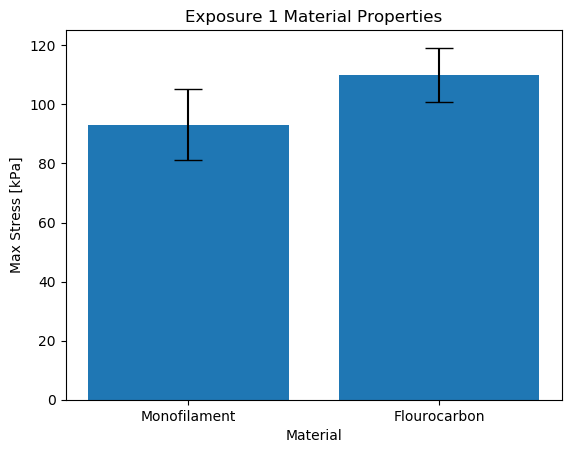 Exposure 1 Material Properties
120
100
80
60
40
20
0
Max Stress [kPa]
Monofilament
Flourocarbon
Material